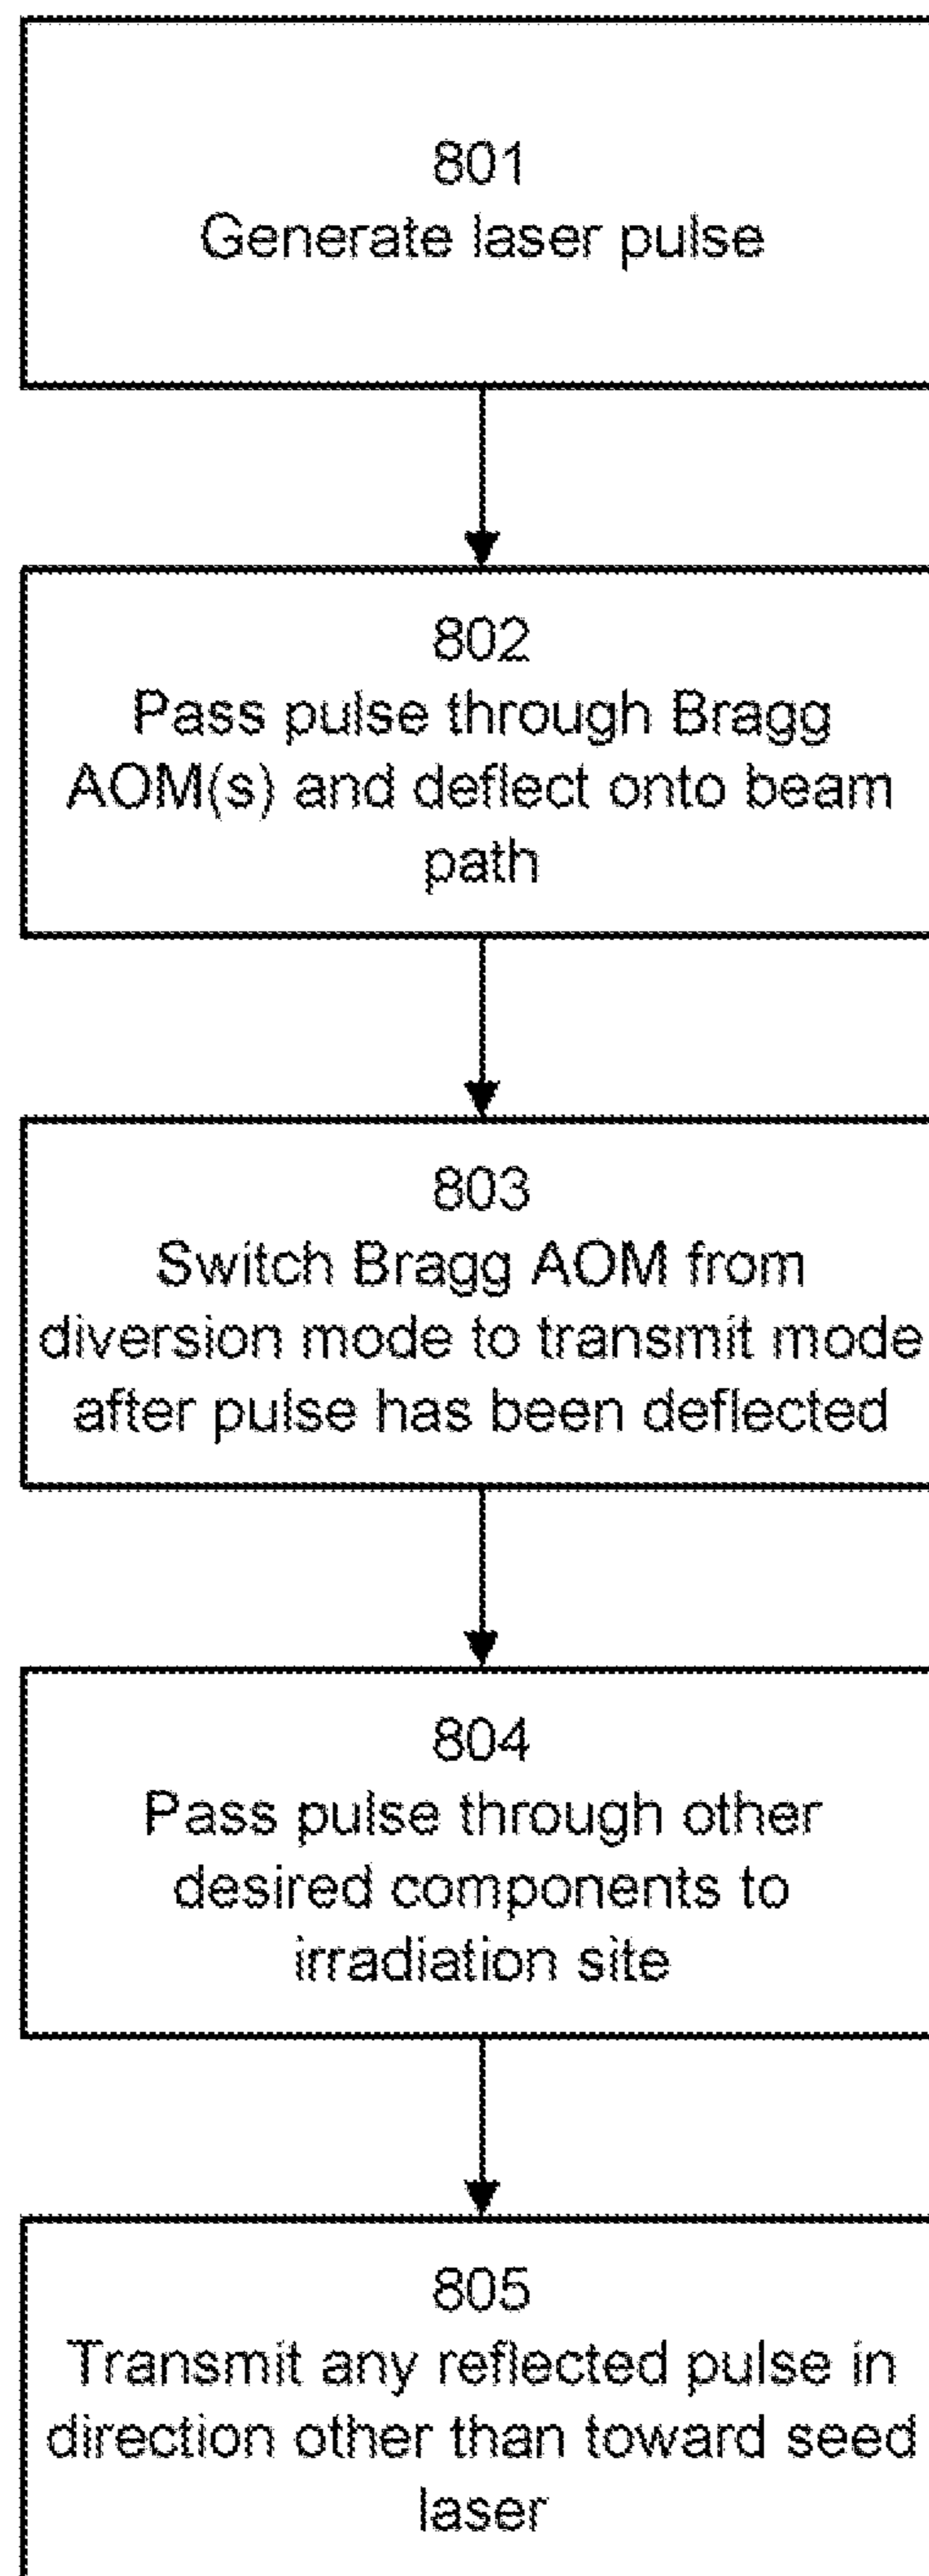 801
Generate laser pulse
802
Pass pulse through Bragg
AOM(s) and deflect onto beam
path
803
Switch Bragg AOM from
diversion mode to transmit mode
after pulse has been deflected
804
Pass pulse through other
desired components to
irradiation site
805
Transmit any reflected pulse in
direction other than toward seed
laser